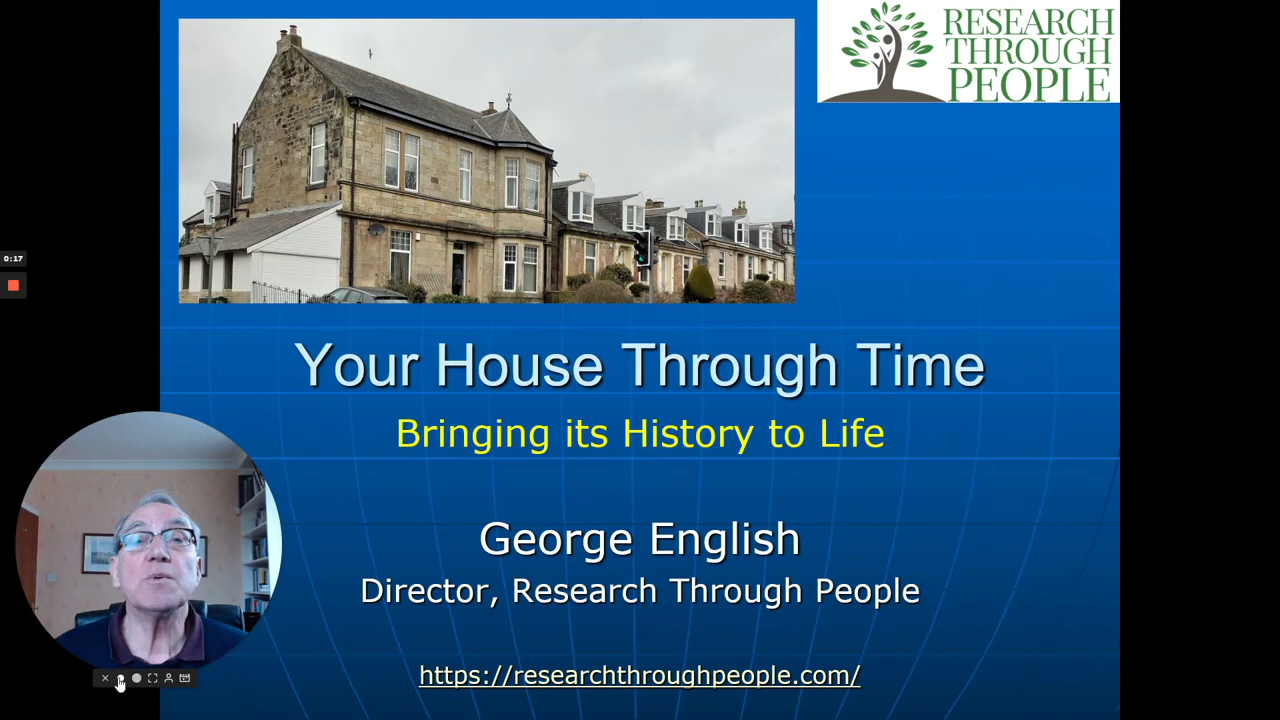 RESEARCH
THROUGH
PEOPLE
0:17
Your House Through Time
Bringing its History to Life
George English
Director, Research Through People
https://researchthroughpeople.com/